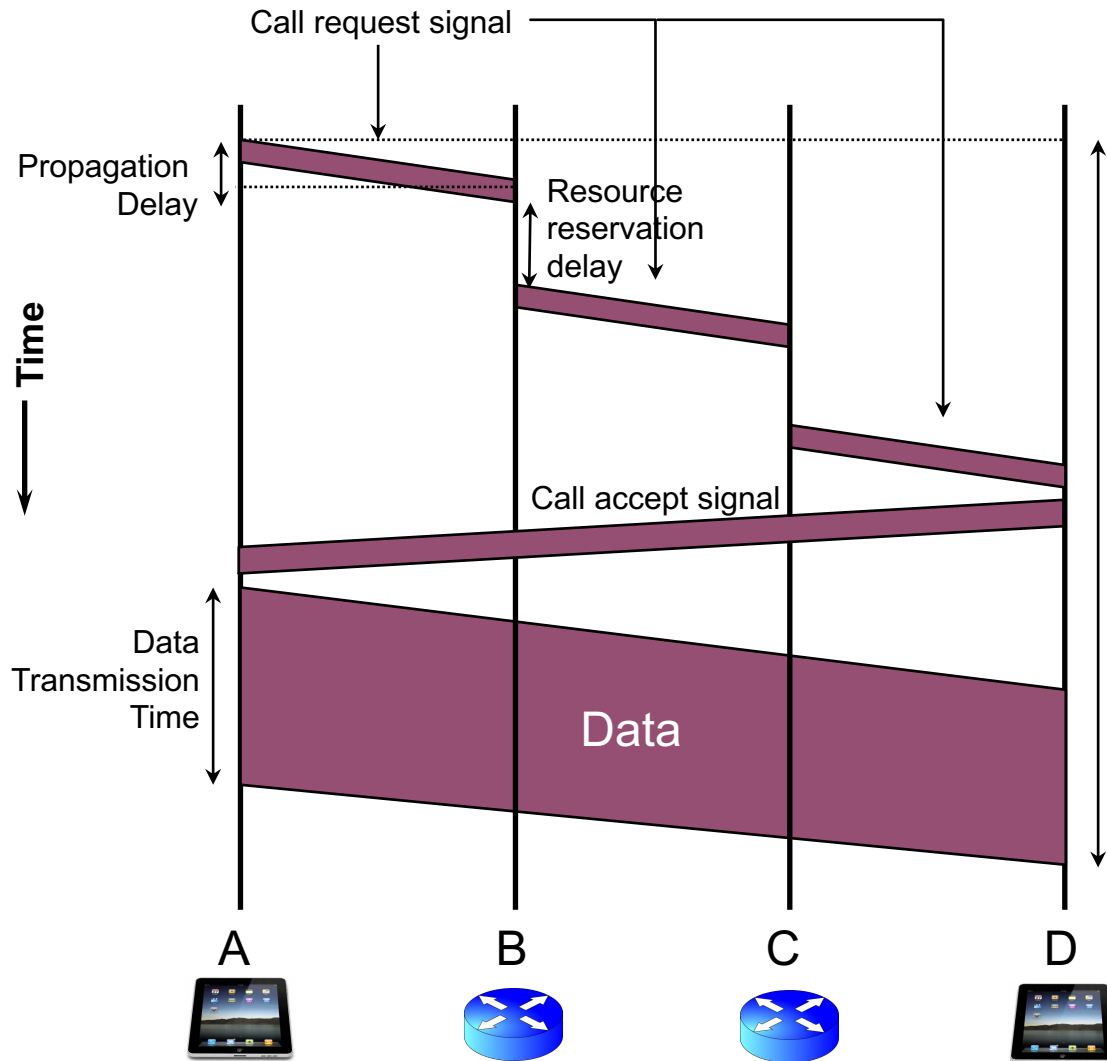 Call request signal
Propagation
Delay
Resource
reservation
delay
Time
Call accept signal
Data
Transmission
Time
Data
A
B
C
D